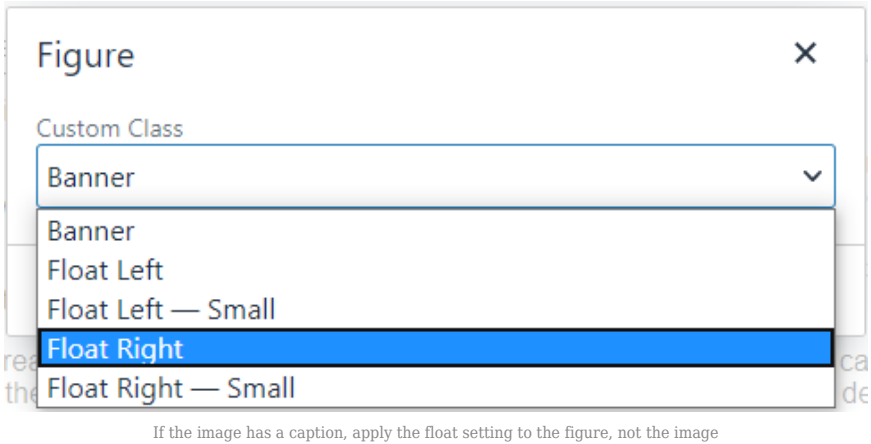 Figure
Custom Class
Banner
Banner
Float Left
Float Left — Small
Float Right
Float Right — Small
If the image has a caption, apply the float setting to the figure, not the image